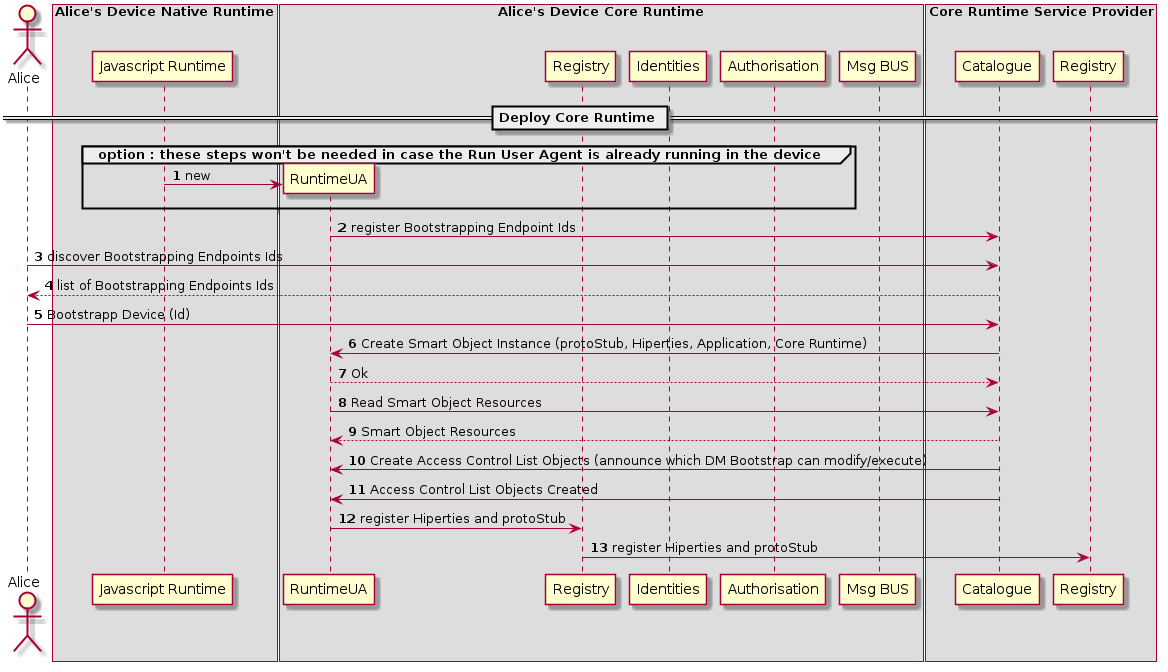 Alice's Device Native Runtime
Alice's Device Core Runtime
Core Runtime Service Provider
Alice
Javascript Runtime
Registry
Identities
Authorisation
Msg BUS
Catalogue
Registry
Deploy Core Runtime
option : these steps won't be needed in case the Run User Agent is already running in the device
1 new
RuntimeUA
2 register Bootstrapping Endpoint Ids
3 discover Bootstrapping Endpoints Ids
4 list of Bootstrapping Endpoints Ids
5 Bootstrapp Device (Id)
6 Create Smart Object Instance (protoStub, Hiperties, Application, Core Runtime)
7 Ok
8 Read Smart Object Resources
9 Smart Object Resources
10 Create Access Control List Objects (announce which DM Bootstrap can modify/execute)
11 Access Control List Objects Created
12 register Hiperties and protoStub
13 register Hiperties and protoStub
Alice
Javascript Runtime
RuntimeUA
Registry
Identities
Authorisation
Msg BUS
Catalogue
Registry